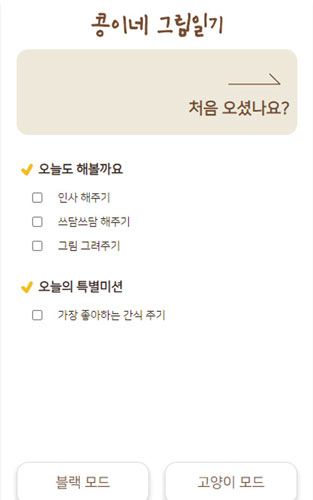 콩이네 그림일기
처음 오셨나요?
오늘도 해볼까요
인사 해주기
쓰담쓰담 해주기
그림 그려주기
오늘의 특별미션
가장 좋아하는 간식 주기
블랙 모드
고양이 모드